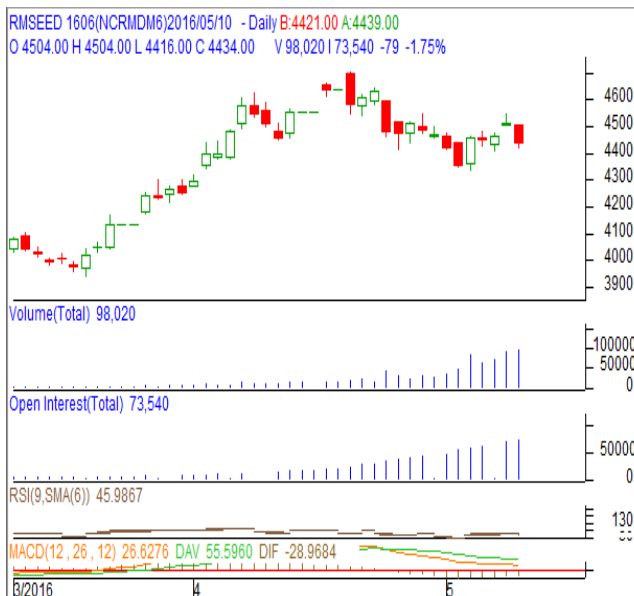 RMSEED 1606(NCRMDM6)2016/05/10 - Daily B:4421.00 A:4439.00
O 4504.00 H 4504.00 L 4416.00 C 4434.00 V 98,020 I 73,540 -79 -1.75%
4600
4500
4400
4300
4200
4100
4000
3900
Volume(Total) 98,020
100000
50000
0
Open Interest(Total) 73,540
50000
0
RSI(9,SMA(6)) 45.9867
130
MACD(12 , 26 , 12) 26.6276 DAV 55.5960 DIF -28.9684
0
3/2016 4 5